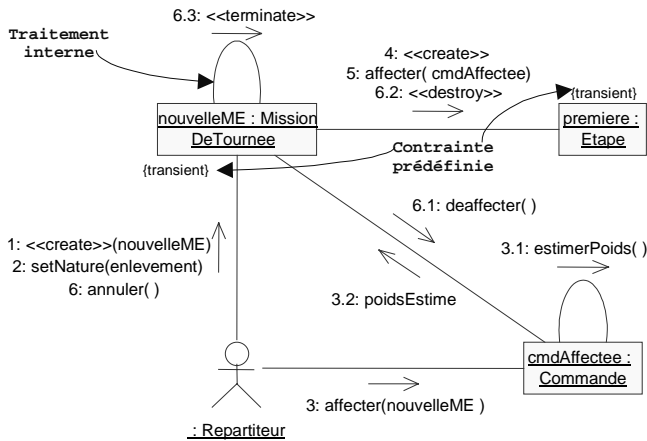 6.3: <<terminate>>
Traitement
interne
4: <<create>>
5: affecter( cmdAffectee)
6.2: <<destroy>>
{transient}
nouvelleME : Mission
DeTournee
premiere :
Etape
Contrainte
prédéfinie
{transient}
6.1: deaffecter( )
1: <<create>>(nouvelleME)
2: setNature(enlevement)
6: annuler( )
3.1: estimerPoids( )
3.2: poidsEstime
cmdAffectee :
Commande
3: affecter(nouvelleME )
: Repartiteur